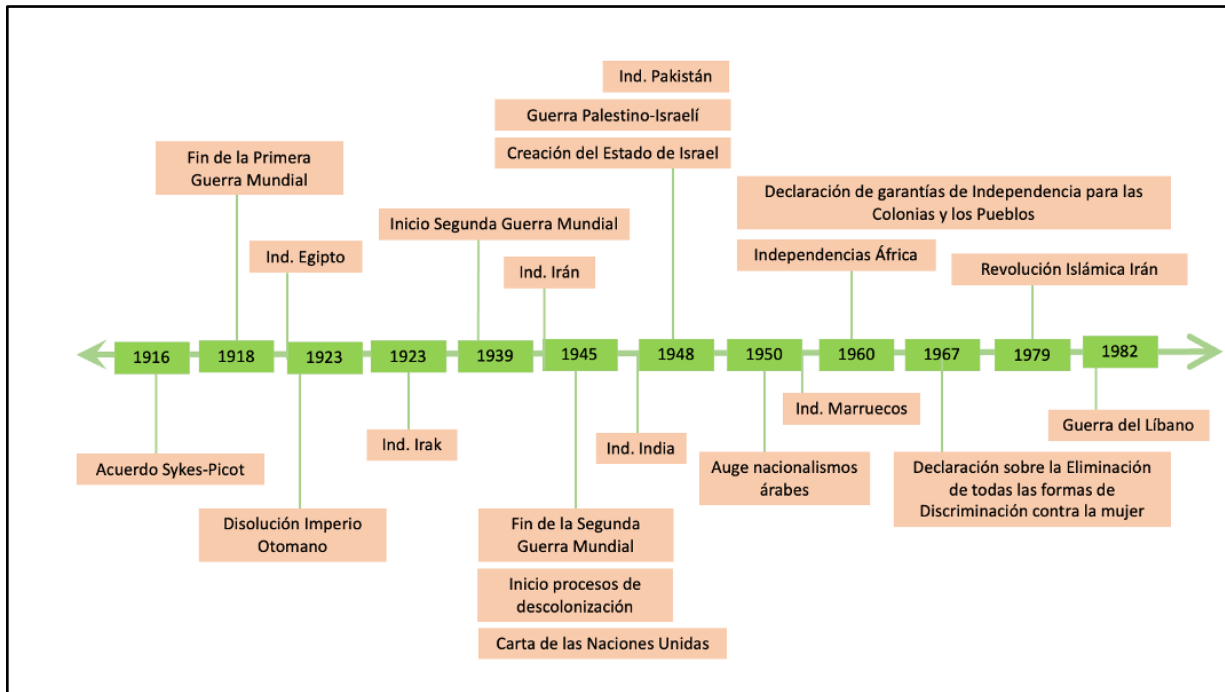 Ind. Pakistán
Guerra Palestino-Israelí
Creación del Estado de Israel
Fin de la Primera
Guerra Mundial
Declaración de garantías de Independencia para las
Colonias y los Pueblos
Inicio Segunda Guerra Mundial
Ind. Egipto
Ind. Irán
Independencias África
Revolución Islámica Irán
1916
1918
1923
1923
1939
1945
1948
1950
1960
1967
1979
1982
Acuerdo Sykes-Picot
Ind. Irak
Ind. India
Ind. Marruecos
Guerra del Líbano
Auge nacionalismos
árabes
Declaración sobre la Eliminación
de todas las formas de
Discriminación contra la mujer
Disolución Imperio
Otomano
Fin de la Segunda
Guerra Mundial
Inicio procesos de
descolonización
Carta de las Naciones Unidas